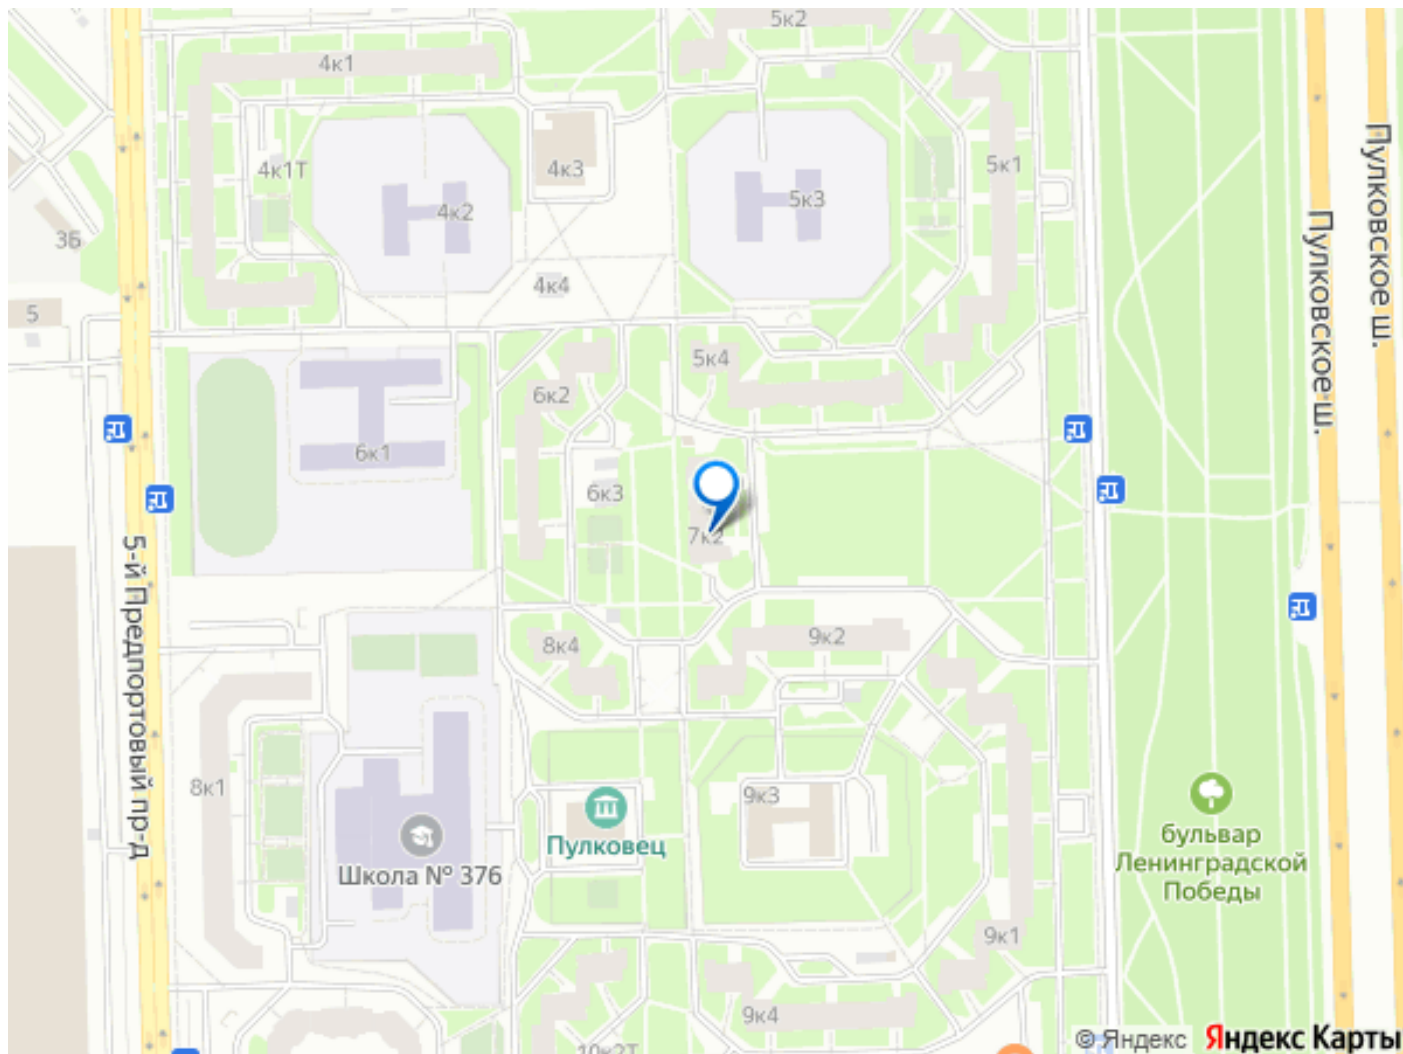 5к2
4к1
Пулковское ш.
4к1Т
4к3
5к1
4к2
5к3
3Б
Пулковское ш.
4к4
5
5к4
6к2
6к1
6к3
7к2
5-й Предпортовый пр-д
9к2
8к4
8к1
9к3
Пулковец
Школа № 376
бульвар
Ленинградской
Победы
9к1
9к4
10к2Т
© Яндекс Яндекс Карты